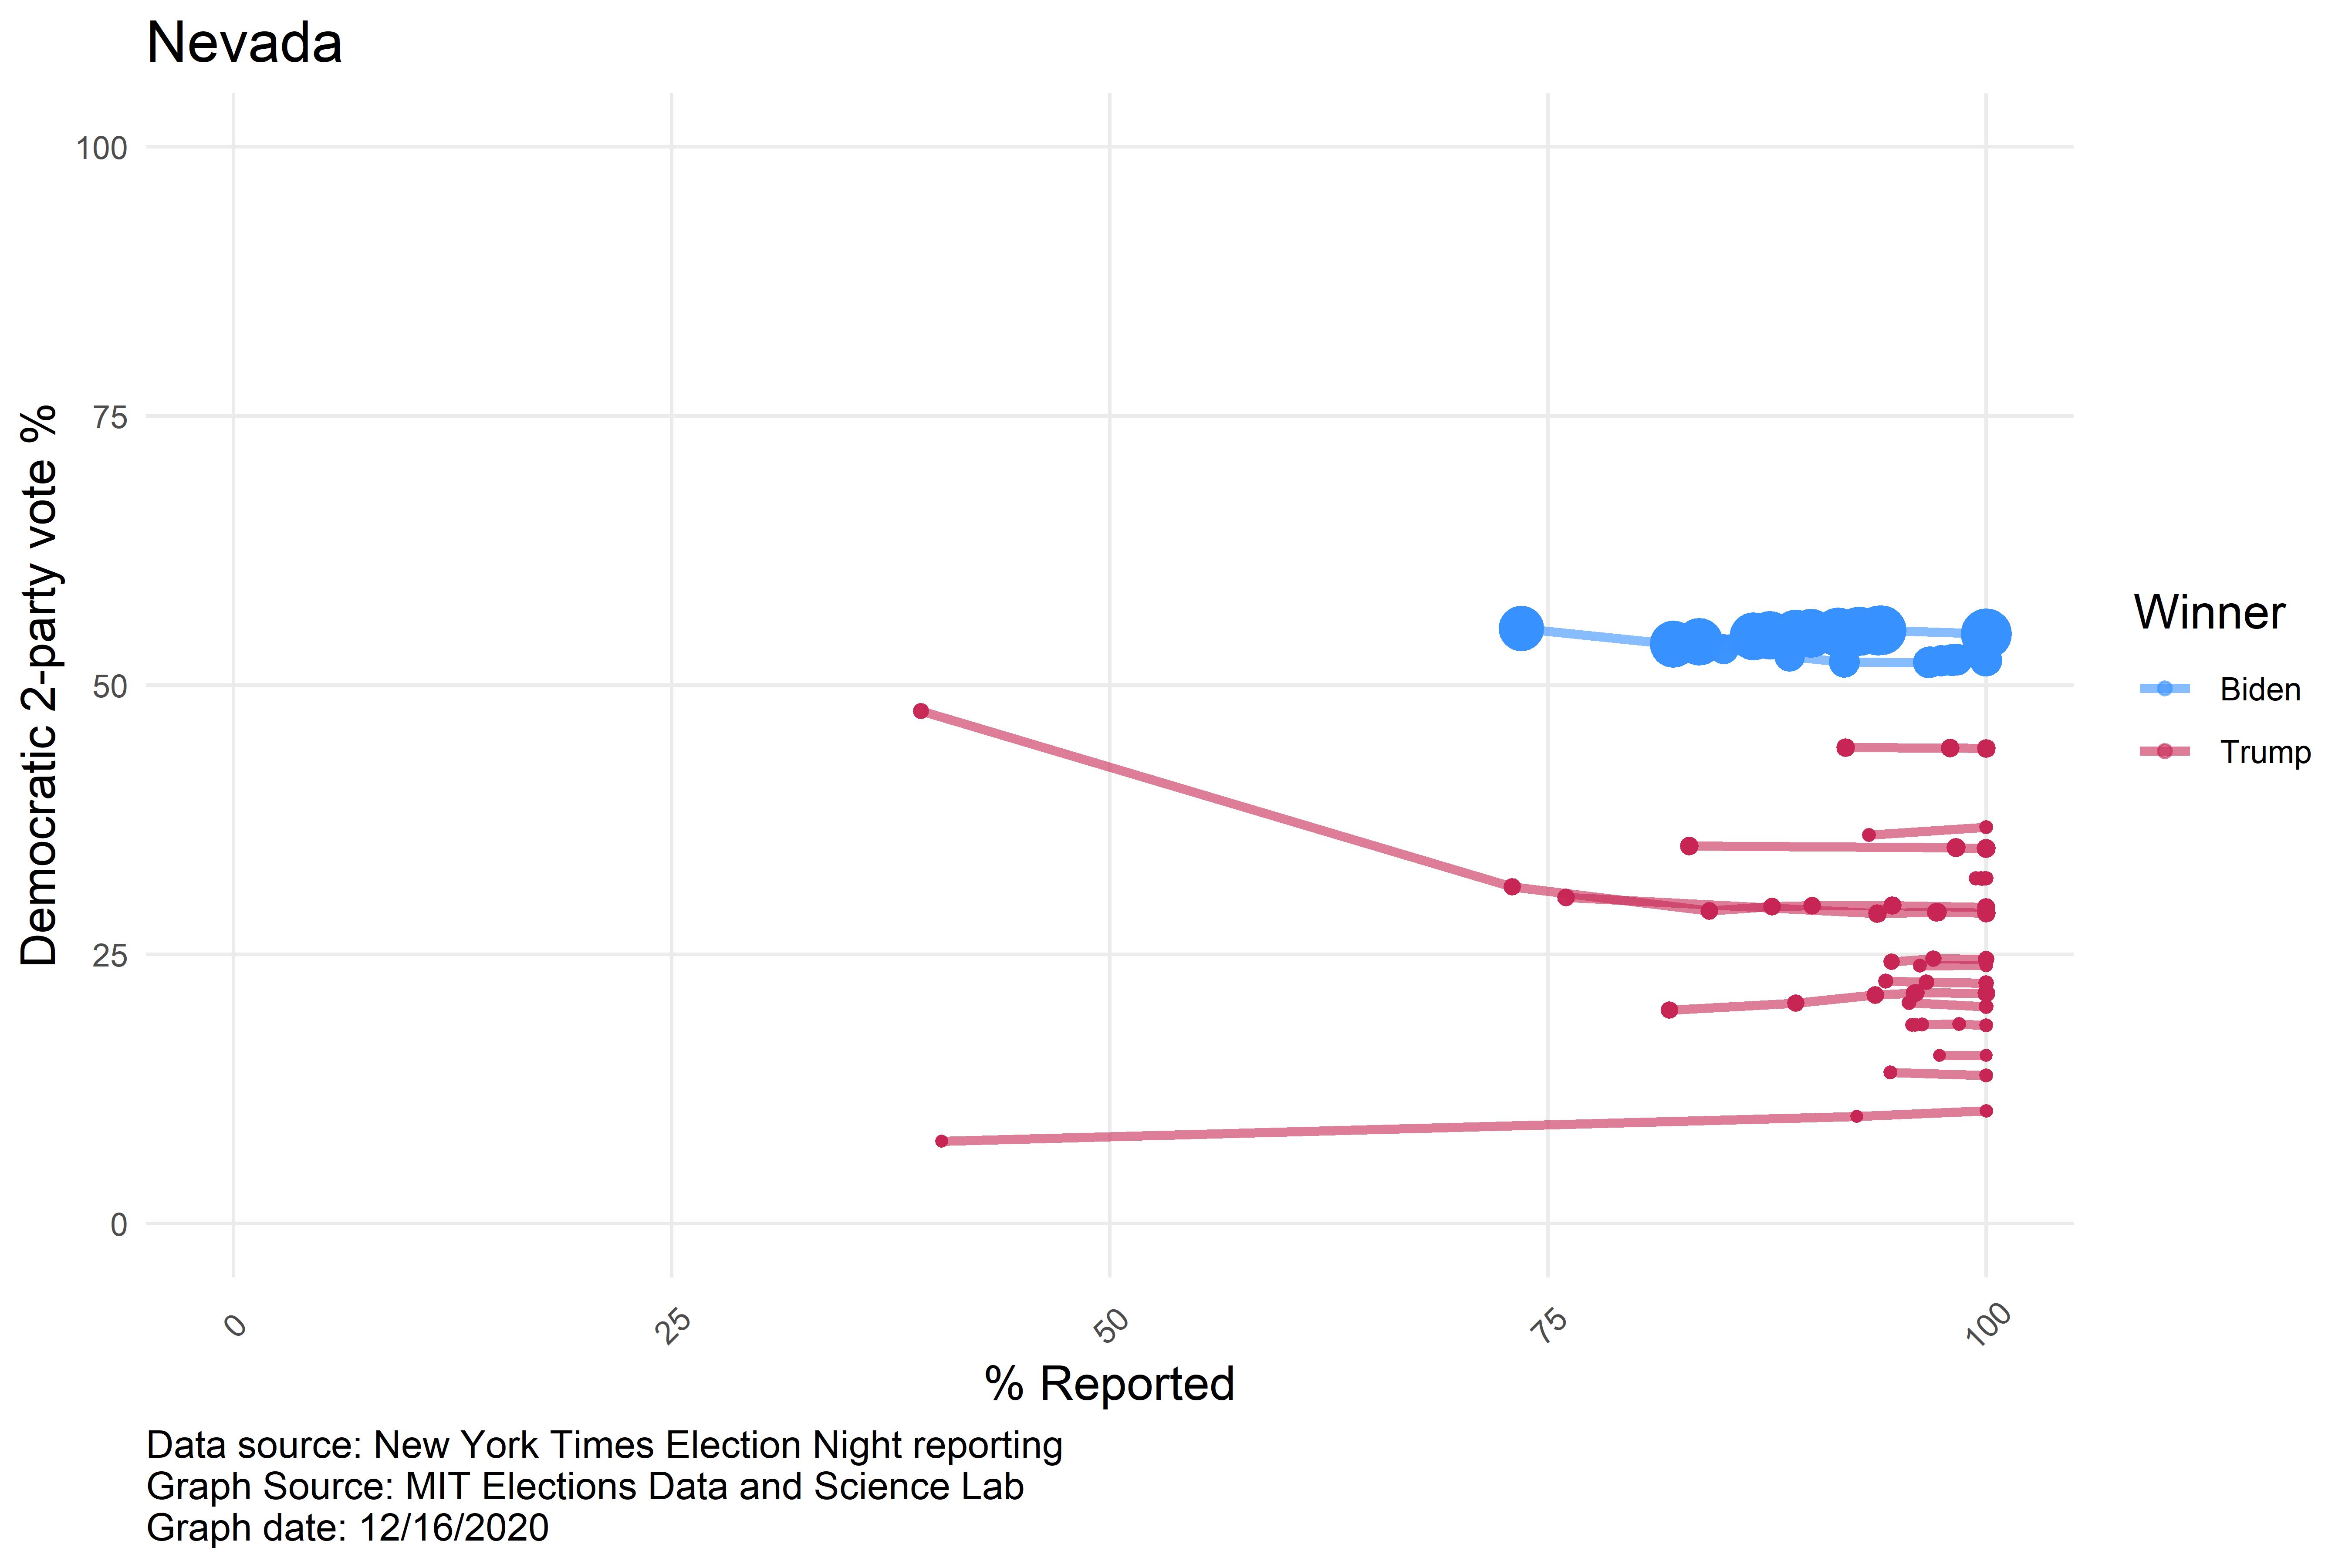 Nevada
100
75
50
25
0
Democratic 2-party vote %
0
25
50
75
100
% Reported
Winner
Biden
Trump
Data source: New York Times Election Night reporting
Graph Source: MIT Elections Data and Science Lab
Graph date: 12/16/2020